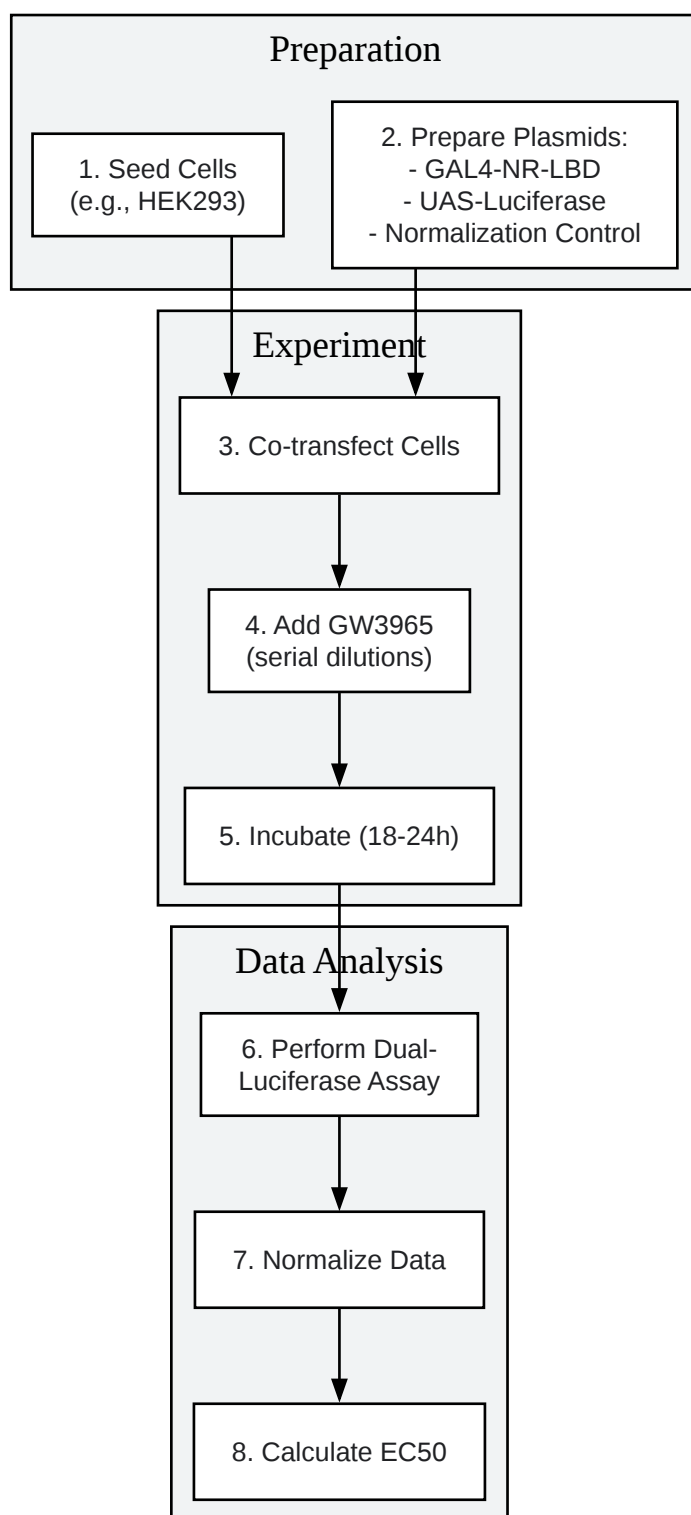 Preparation
1. Seed Cells
(e.g., HEK293)
2. Prepare Plasmids:
- GAL4-NR-LBD
- UAS-Luciferase
- Normalization Control
Experiment
3. Co-transfect Cells
4. Add GW3965
(serial dilutions)
5. Incubate (18-24h)
Data Analysis
6. Perform Dual-
Luciferase Assay
7. Normalize Data
8. Calculate EC50